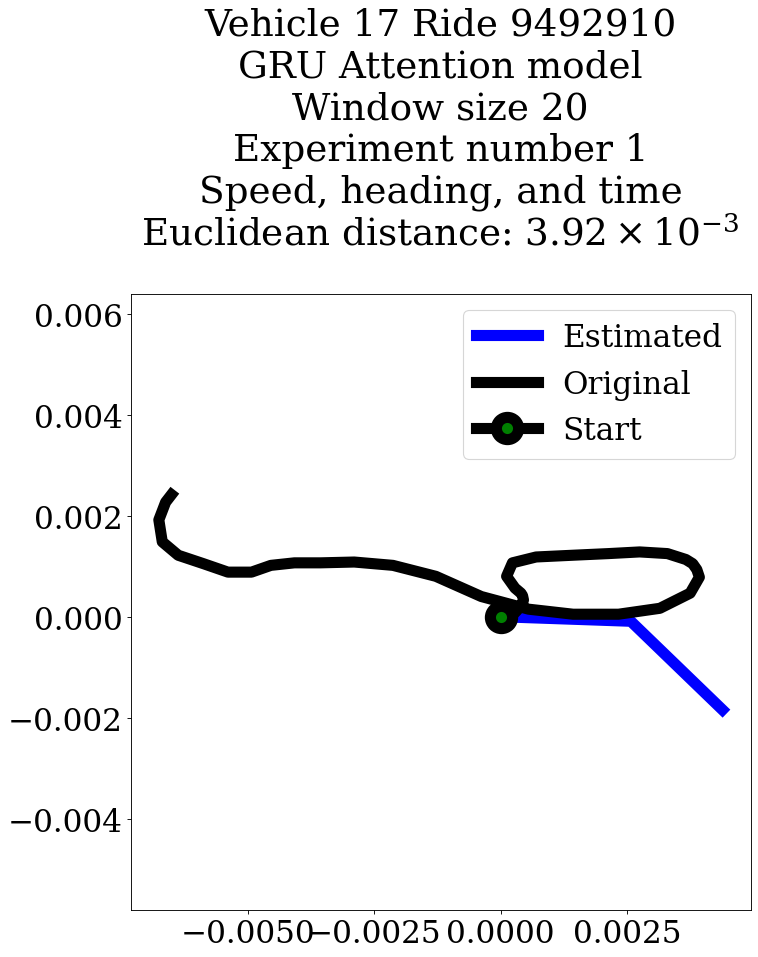 Vehicle 17 Ride 9492910
GRU Attention model
Window size 20
Experiment number 1
Speed, heading, and time
Euclidean distance: 3.92 × 10⁻³
Estimated
Original
Start
0.006
0.004
0.002
0.000
−0.002
−0.004
−0.0050 −0.0025 0.0000 0.0025